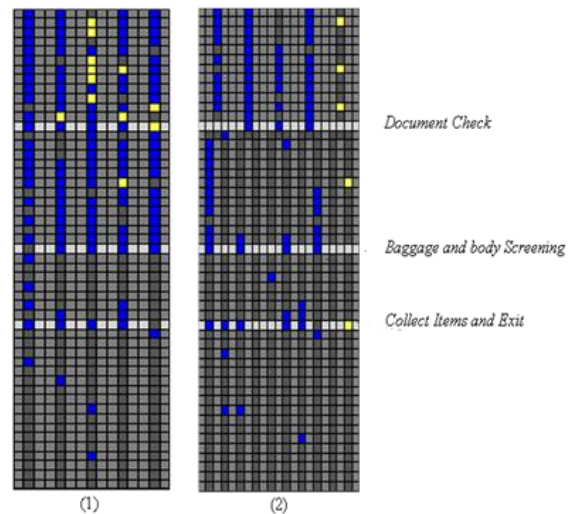 Document Check
Baggage and body Screening
Collect Items and Exit
(1)
(2)